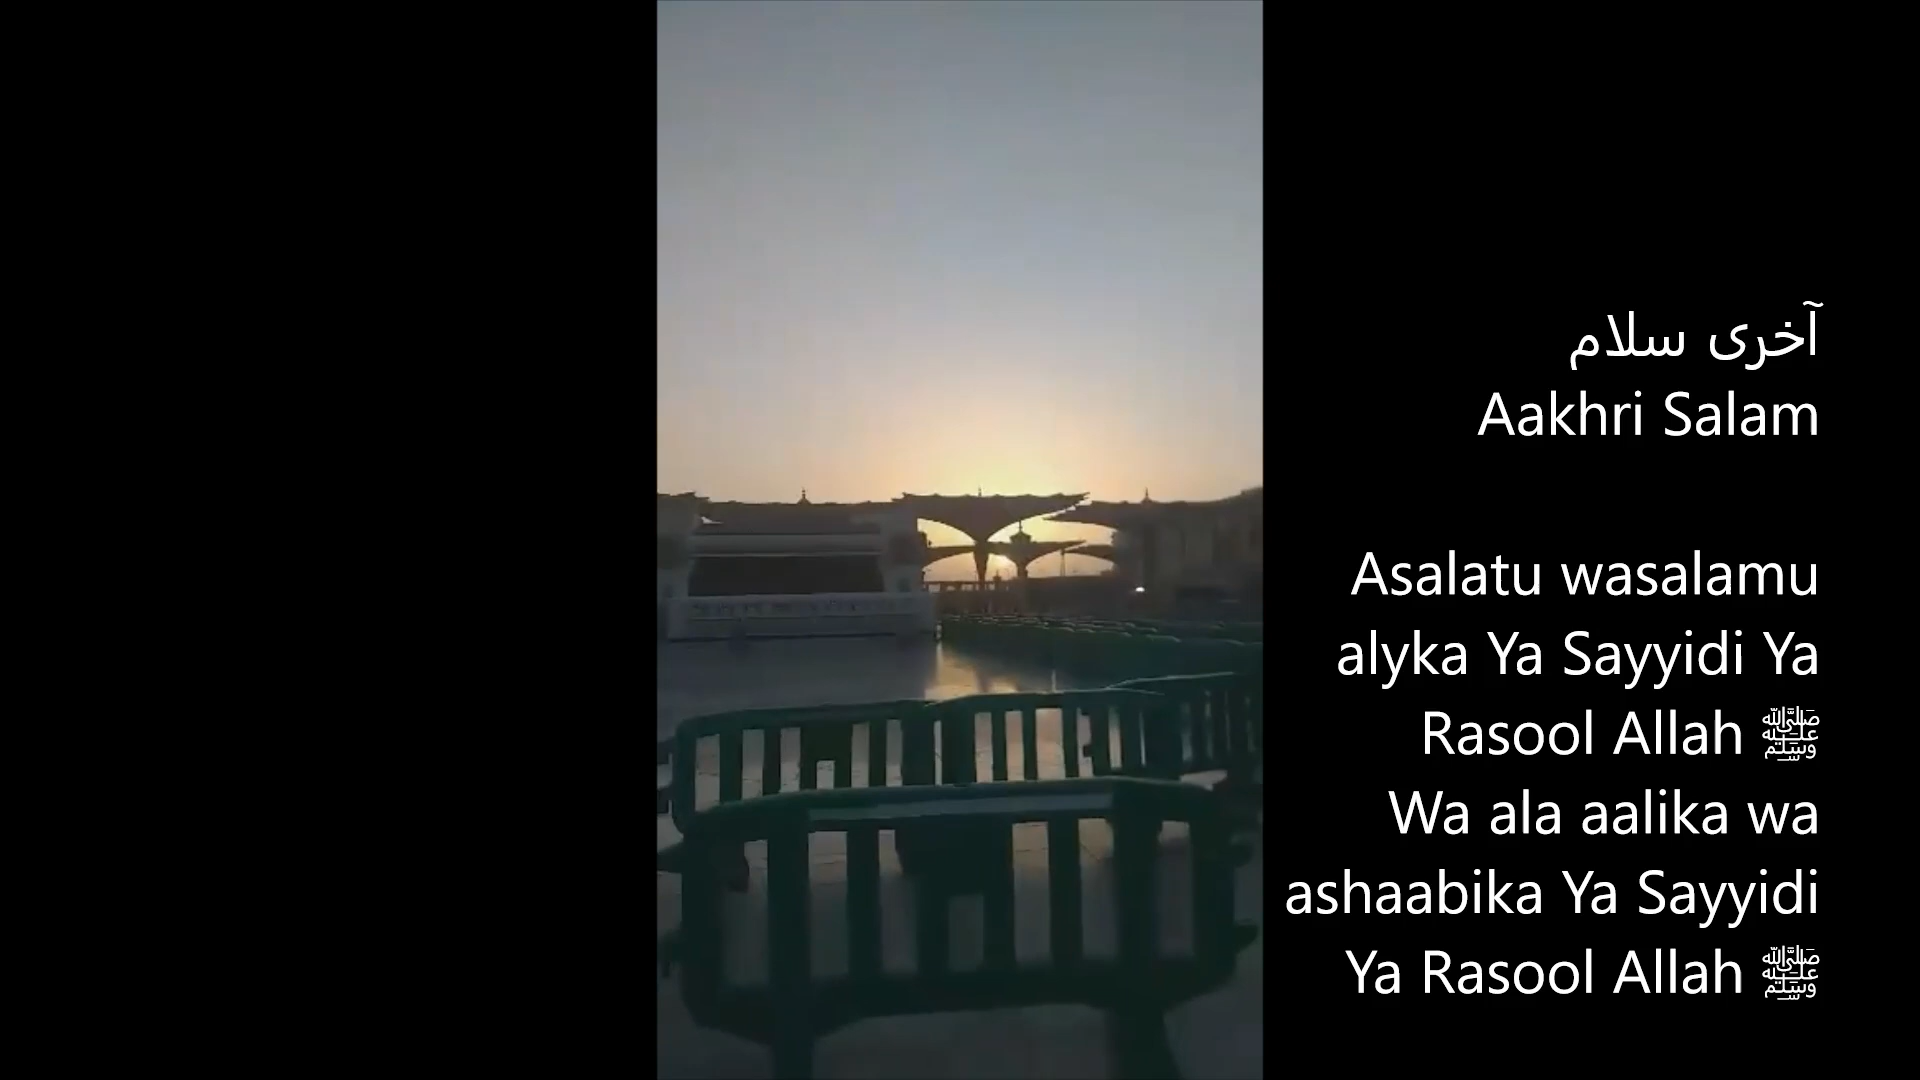 آخری سلام
Aakhri Salam
Asalatu wasalamu
alyka Ya Sayyidi Ya
Rasool Allah ﷺ
Wa ala aalika wa
ashaabika Ya Sayyidi
Ya Rasool Allah ﷺ